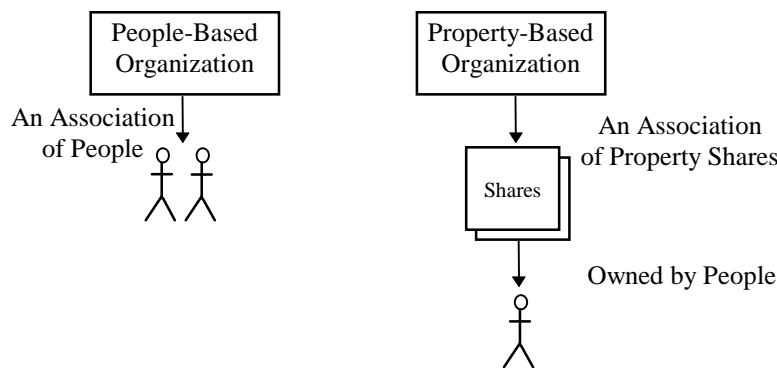 People-Based
Organization
An Association
of People
Property-Based
Organization
An Association
of Property Shares
Shares
Owned by People